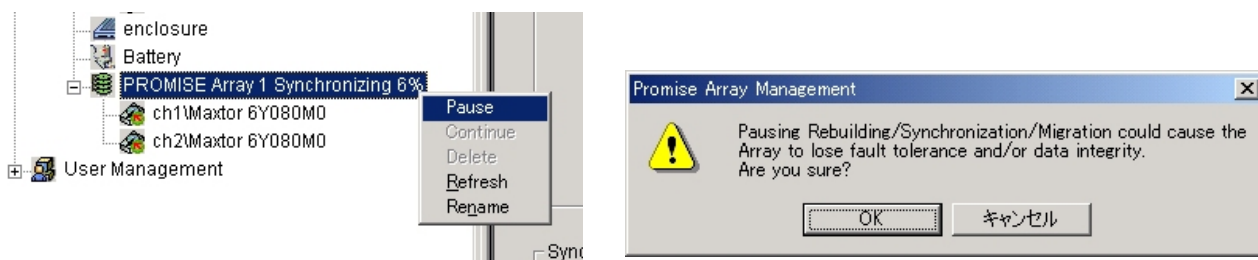 enclosure
Battery
PROMISE Array 1 Synchronizing 6%
ch1\Maxtor 6Y080M0
ch2\Maxtor 6Y080M0
User Management
Pause
Continue
Delete
Refresh
Rename
Promise Array Management
Pausing Rebuilding/Synchronization/Migration could cause the
Array to lose fault tolerance and/or data integrity.
Are you sure?
OK
キャンセル